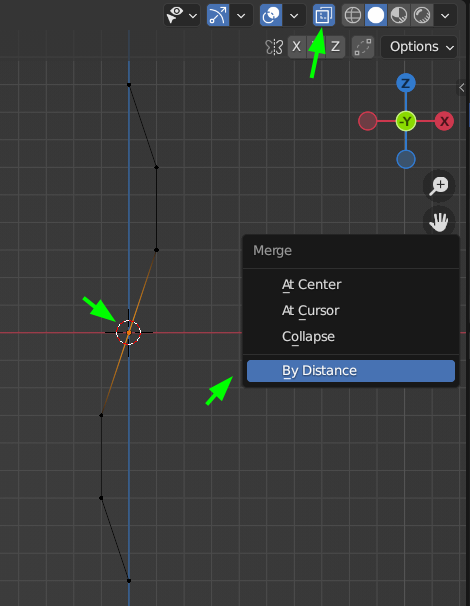 X Y Z
Options
Z
-Y
X
Merge
At Center
At Cursor
Collapse
By Distance